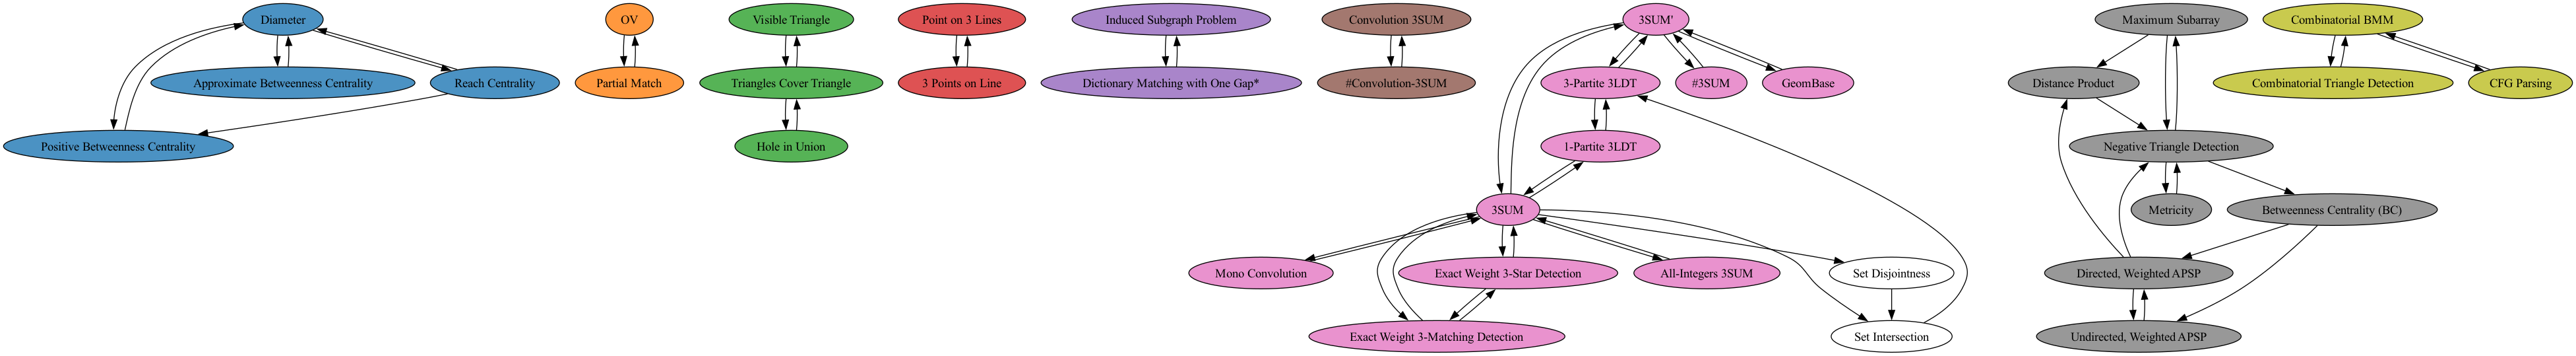 Diameter
OV
Visible Triangle
Point on 3 Lines
Induced Subgraph Problem
Convolution 3SUM
3SUM'
Maximum Subarray
Combinatorial BMM
Approximate Betweenness Centrality
Reach Centrality
Partial Match
Triangles Cover Triangle
3 Points on Line
Dictionary Matching with One Gap*
#Convolution-3SUM
3-Partite 3LDT
#3SUM
GeomBase
Distance Product
Combinatorial Triangle Detection
CFG Parsing
Positive Betweenness Centrality
Hole in Union
1-Partite 3LDT
Negative Triangle Detection
3SUM
Metricity
Betweenness Centrality (BC)
Mono Convolution
Exact Weight 3-Star Detection
All-Integers 3SUM
Set Disjointness
Directed, Weighted APSP
Exact Weight 3-Matching Detection
Set Intersection
Undirected, Weighted APSP